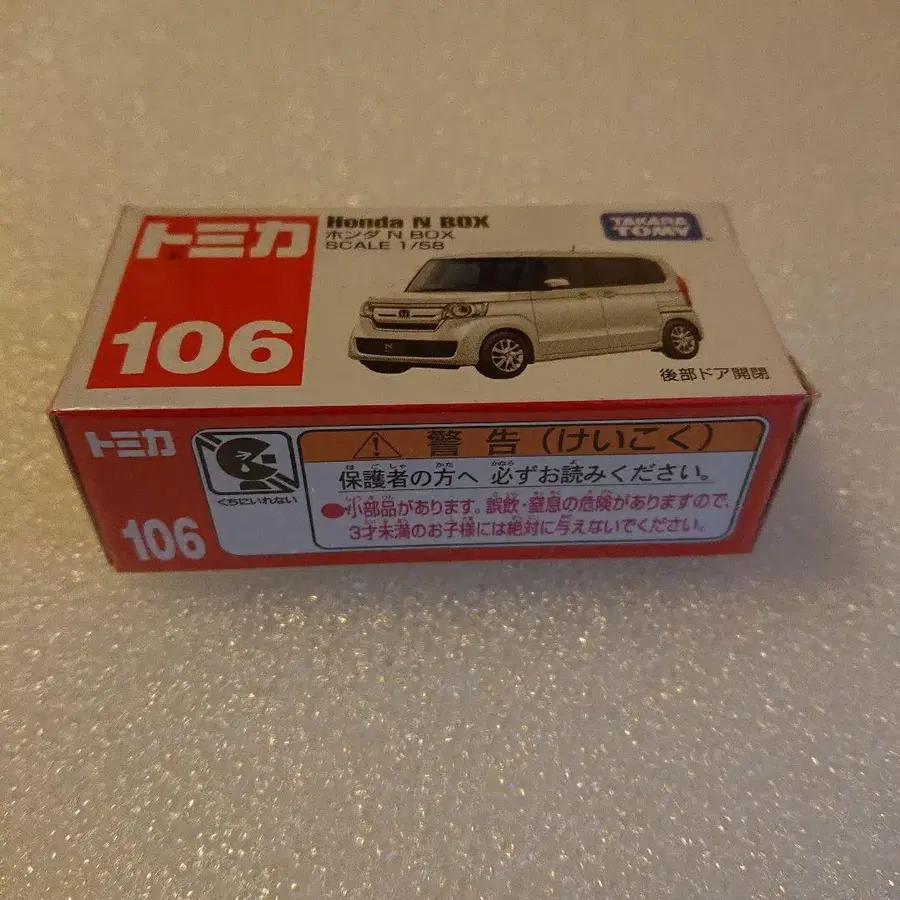 トミカ
106
Honda N BOX
ホンダ N BOX
SCALE 1/58
TAKARA
TOMY
N
後部ドア開閉
トミカ
106
くちにいれない
警告(けいこく)
保護者の方へ 必ずお読みください。
●小部品があります。誤飲・窒息の危険がありますので、
3才未満のお子様には絶対に与えないでください。